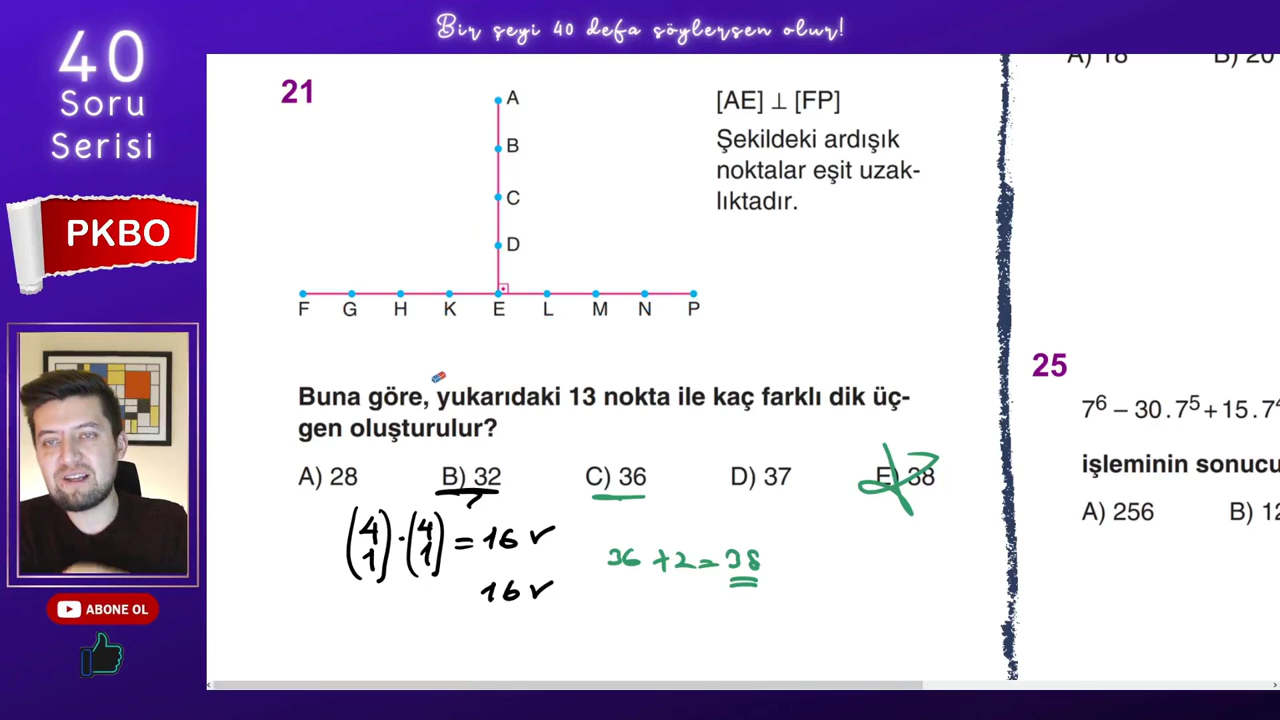 Bir şeyi 40 defa söylersen olur!
40
Soru
Serisi
PKBO
ABONE OL
21
A
B
C
D
F G H K E L M N P
[AE] ⊥ [FP]
Şekildeki ardışık
noktalar eşit uzak-
lıktadır.
Buna göre, yukarıdaki 13 nokta ile kaç farklı dik üç-
gen oluşturulur?
A) 28 B) 32 C) 36 D) 37 E) 38
(4 1) · (4 1) = 16 ✓
16 ✓
36 + 2 = 38
A) 18 B) 20
25
7⁶ – 30 . 7⁵ + 15 . 7⁴
işleminin sonucu
A) 256 B) 12